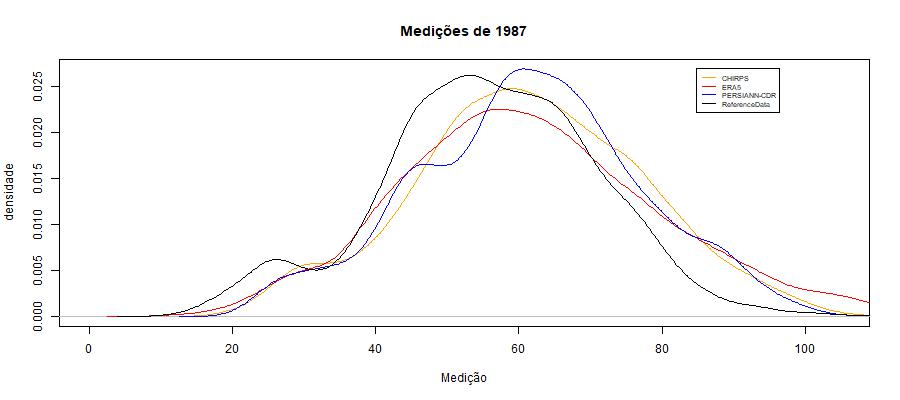 Medições de 1987
CHIRPS
ERA5
PERSIANN-CDR
ReferenceData
densidade
0.025
0.020
0.015
0.010
0.005
0.000
0 20 40 60 80 100
Medição